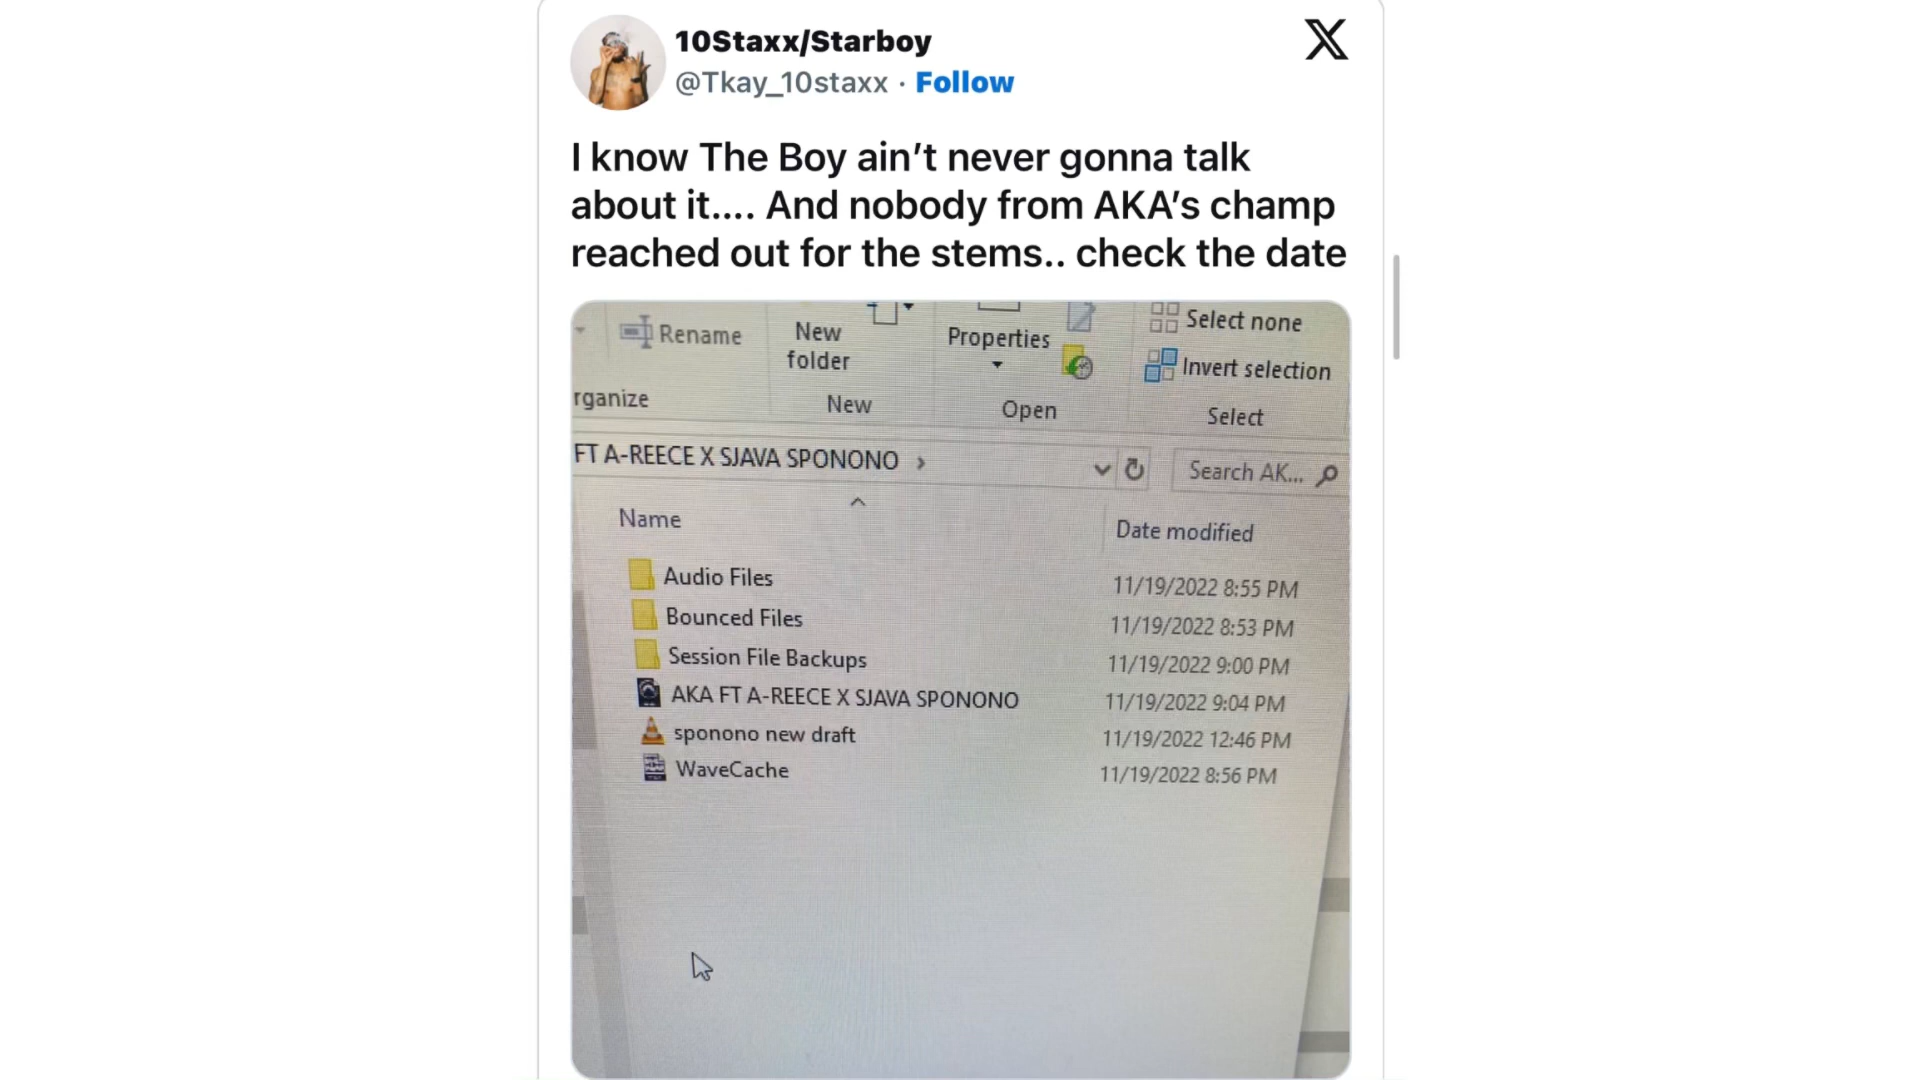 10Staxx/Starboy
@Tkay_10staxx · Follow
I know The Boy ain’t never gonna talk
about it.... And nobody from AKA’s champ
reached out for the stems.. check the date
Rename
New
folder
Properties
Select none
Invert selection
rganize
New
Open
Select
FT A-REECE X SJAVA SPONONO
Search AK...
Name
Date modified
Audio Files 11/19/2022 8:55 PM
Bounced Files 11/19/2022 8:53 PM
Session File Backups 11/19/2022 9:00 PM
AKA FT A-REECE X SJAVA SPONONO 11/19/2022 9:04 PM
sponono new draft 11/19/2022 12:46 PM
WaveCache 11/19/2022 8:56 PM